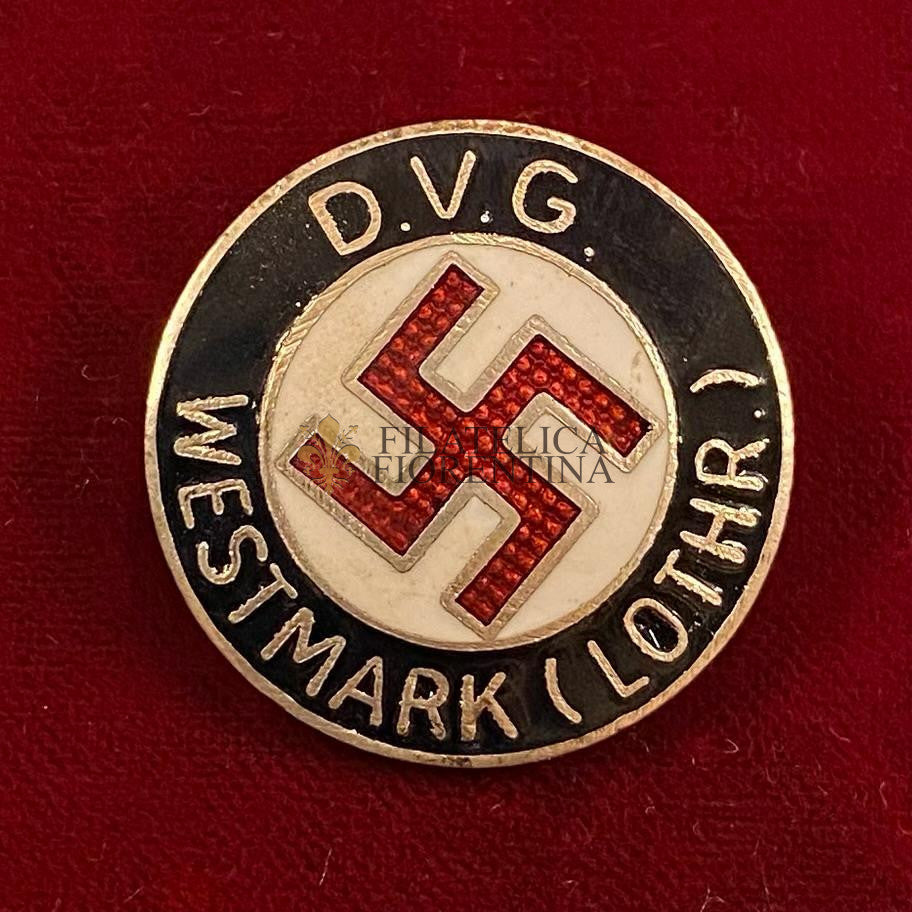 D.V.G.
WESTMARK (LOTHR.)
FILATELICA
FIORENTINA